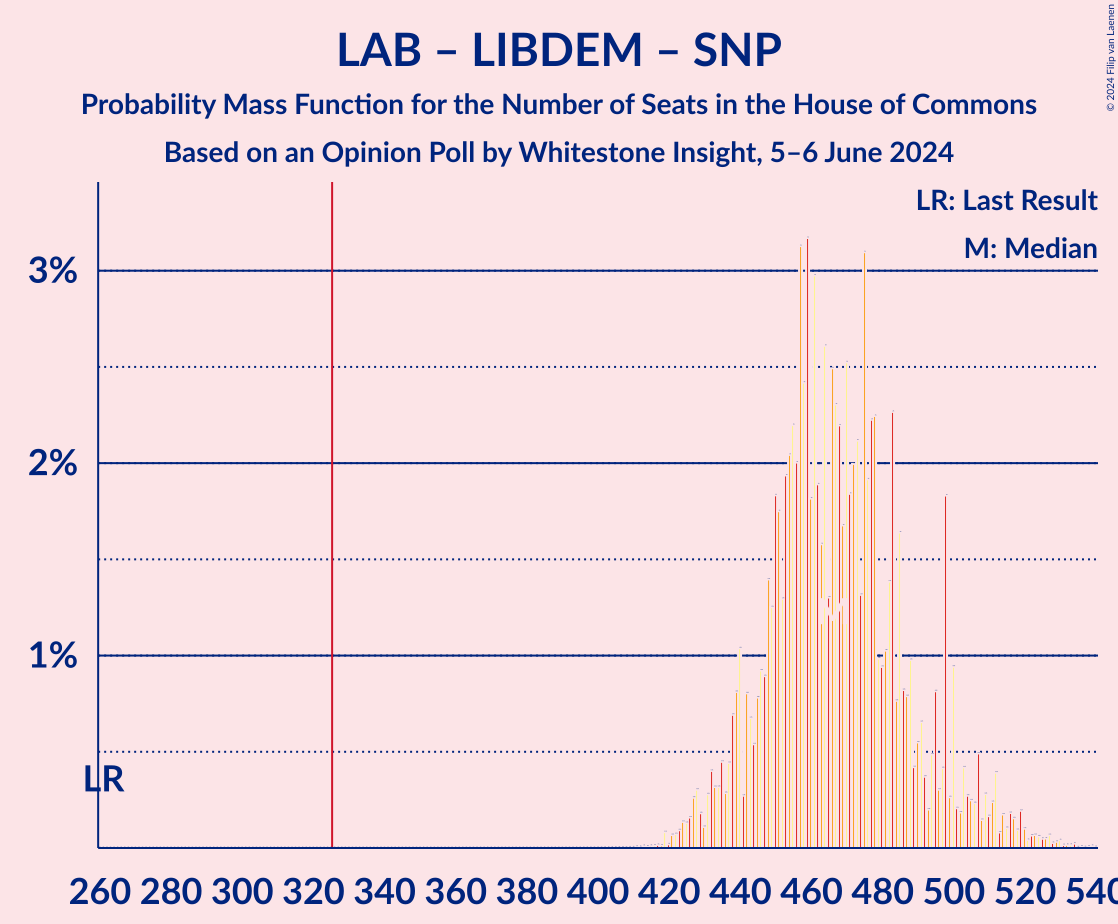 LAB – LIBDEM – SNP
Probability Mass Function for the Number of Seats in the House of Commons
Based on an Opinion Poll by Whitestone Insight, 5–6 June 2024
© 2024 Filip van Laenen
LR: Last Result
M: Median
3%
2%
1%
M
LR
260 280 300 320 340 360 380 400 420 440 460 480 500 520 540